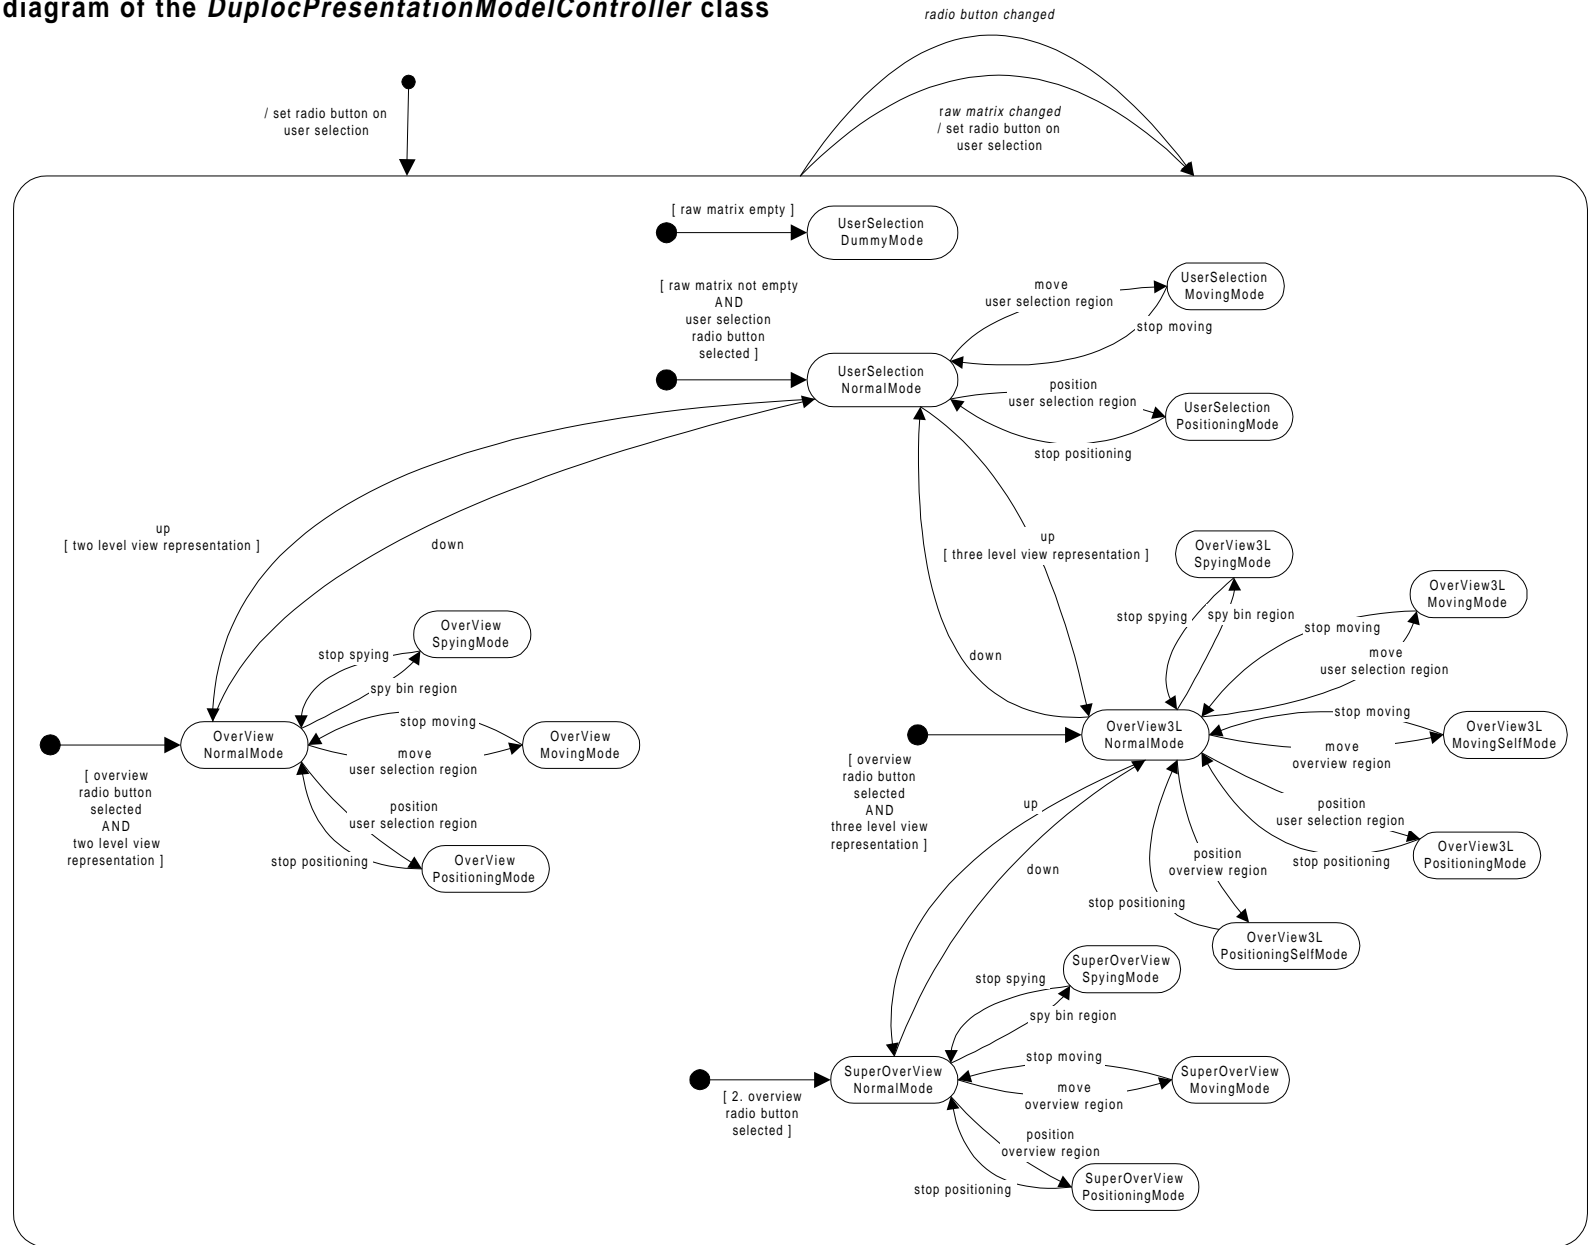 diagram of the DuplocPresentationModelController class
radio button changed
/ set radio button on
user selection
raw matrix changed
/ set radio button on
user selection
[ raw matrix empty ]
UserSelection
DummyMode
[ raw matrix not empty
AND
user selection
radio button
selected ]
move
user selection region
UserSelection
MovingMode
stop moving
UserSelection
NormalMode
position
user selection region
UserSelection
PositioningMode
stop positioning
up
[ two level view representation ]
down
up
[ three level view representation ]
down
OverView3L
SpyingMode
stop spying
spy bin region
OverView3L
MovingMode
stop moving
move
user selection region
OverView
SpyingMode
stop spying
spy bin region
OverView
NormalMode
stop moving
move
user selection region
OverView
MovingMode
[ overview
radio button
selected
AND
two level view
representation ]
position
user selection region
stop positioning
OverView
PositioningMode
OverView3L
NormalMode
stop moving
move
overview region
OverView3L
MovingSelfMode
[ overview
radio button
selected
AND
three level view
representation ]
position
user selection region
stop positioning
OverView3L
PositioningMode
up
down
position
overview region
stop positioning
OverView3L
PositioningSelfMode
SuperOverView
SpyingMode
stop spying
spy bin region
SuperOverView
NormalMode
stop moving
move
overview region
SuperOverView
MovingMode
[ 2. overview
radio button
selected ]
position
overview region
stop positioning
SuperOverView
PositioningMode